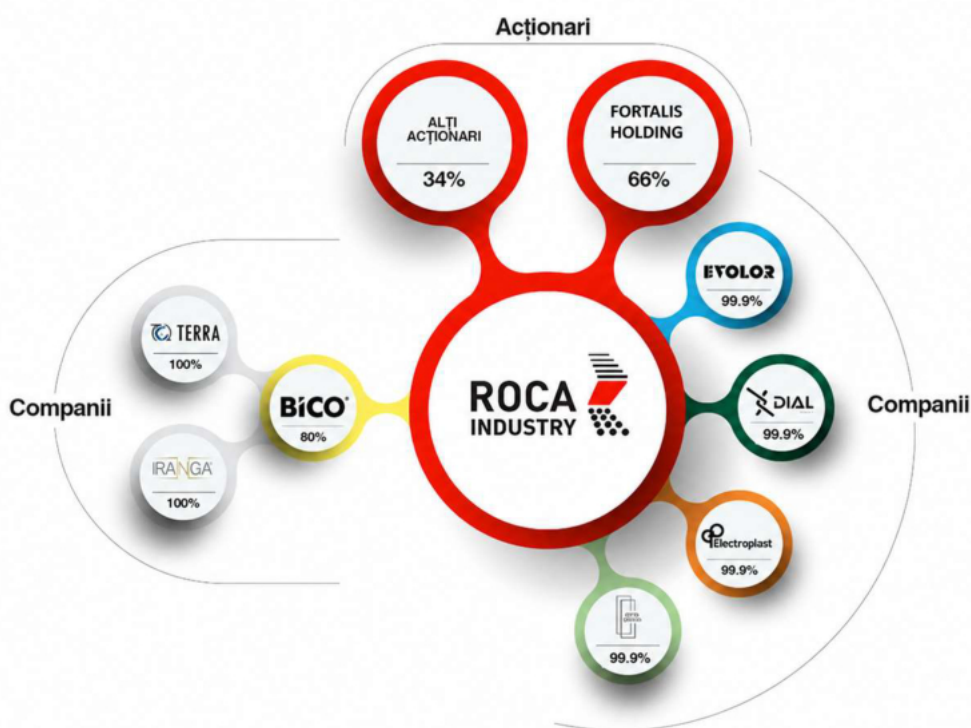 Acționari
ALȚI
ACȚIONARI
34%
FORTALIS
HOLDING
66%
EVOLOR
99.9%
TERRA
100%
BiCO®
80%
ROCA
INDUSTRY
DIAL
99.9%
Companii
Companii
IRANGA
100%
Electroplast
99.9%
99.9%